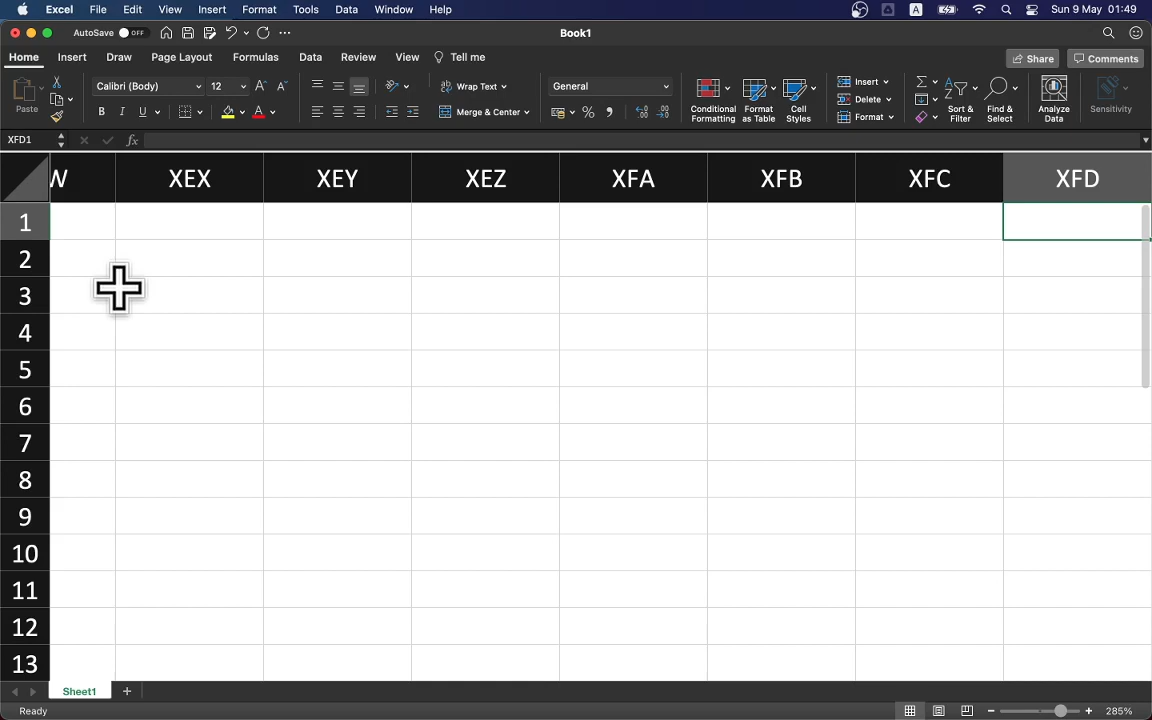 Excel File Edit View Insert Format Tools Data Window Help A Sun 9 May 01:49
AutoSave OFF Book1
Home Insert Draw Page Layout Formulas Data Review View Tell me Share Comments
Paste Calibri (Body) 12 A A Wrap Text General Conditional Formatting Format as Table Cell Styles Insert Delete Format Sort & Filter Find & Select Analyze Data Sensitivity
B I U A Merge & Center % ,
XFD1 fx
W XEX XEY XEZ XFA XFB XFC XFD
1
2
3
4
5
6
7
8
9
10
11
12
13
Sheet1 +
Ready 285%